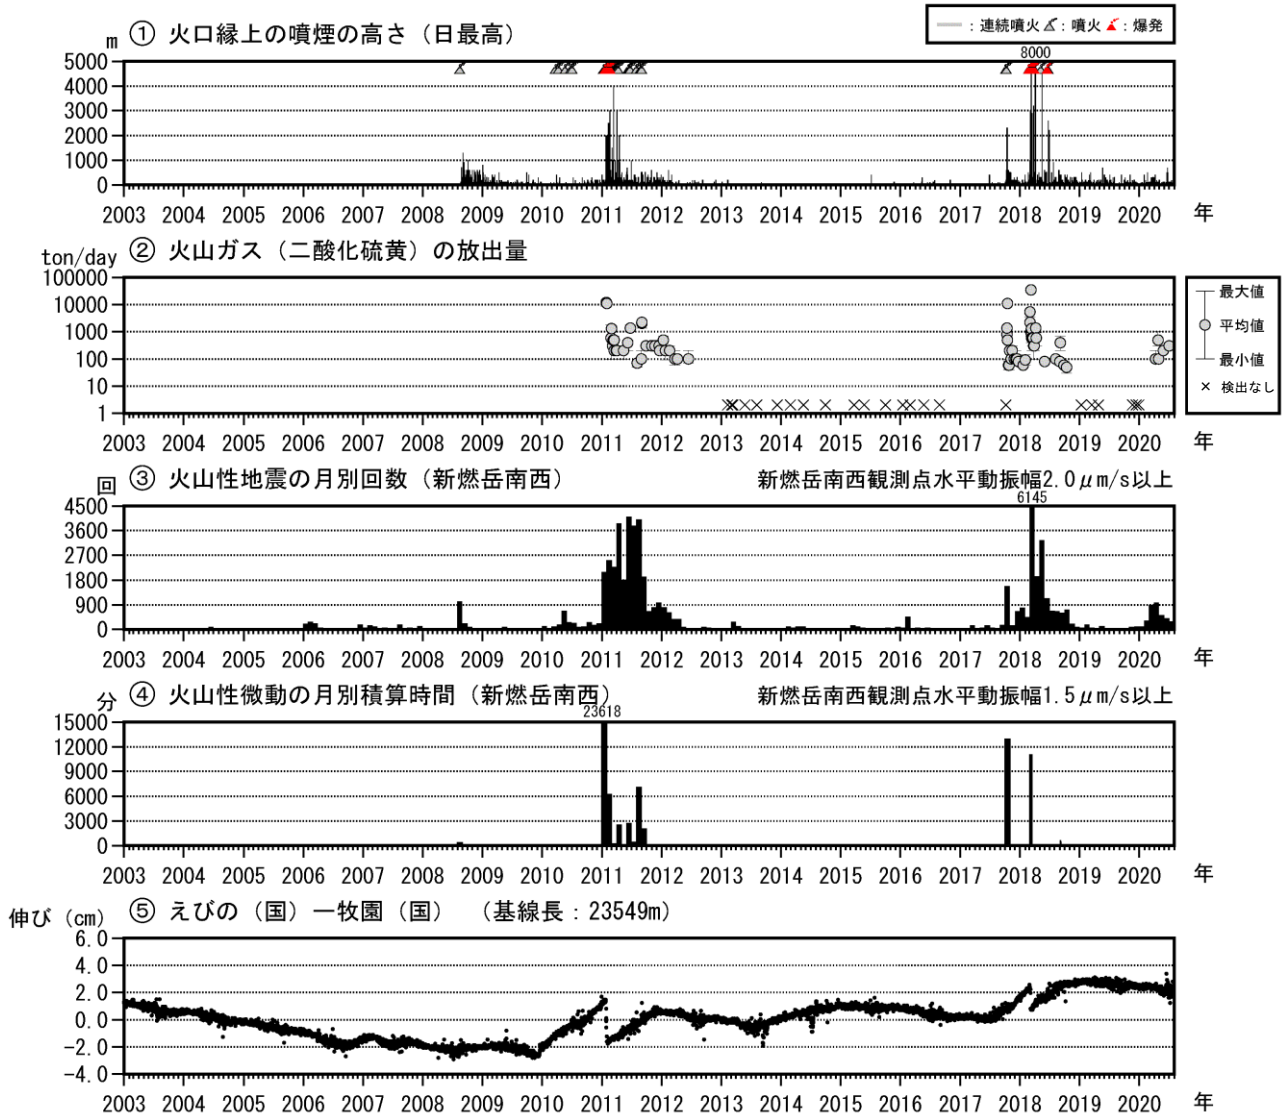 ― : 連続噴火 : 噴火 : 爆発
① 火口縁上の噴煙の高さ（日最高）
m
8000
5000
4000
3000
2000
1000
0
2003 2004 2005 2006 2007 2008 2009 2010 2011 2012 2013 2014 2015 2016 2017 2018 2019 2020 年
② 火山ガス（二酸化硫黄）の放出量
ton/day
100000
10000
1000
100
10
1
最大値
平均値
最小値
× 検出なし
2003 2004 2005 2006 2007 2008 2009 2010 2011 2012 2013 2014 2015 2016 2017 2018 2019 2020 年
③ 火山性地震の月別回数（新燃岳南西） 新燃岳南西観測点水平動振幅2.0μm/s以上
回
6145
4500
3600
2700
1800
900
0
2003 2004 2005 2006 2007 2008 2009 2010 2011 2012 2013 2014 2015 2016 2017 2018 2019 2020 年
④ 火山性微動の月別積算時間（新燃岳南西） 新燃岳南西観測点水平動振幅1.5μm/s以上
分
23618
15000
12000
9000
6000
3000
0
2003 2004 2005 2006 2007 2008 2009 2010 2011 2012 2013 2014 2015 2016 2017 2018 2019 2020 年
⑤ えびの（国）ー牧園（国） （基線長：23549m）
伸び（cm）
6.0
4.0
2.0
0.0
-2.0
-4.0
2003 2004 2005 2006 2007 2008 2009 2010 2011 2012 2013 2014 2015 2016 2017 2018 2019 2020 年